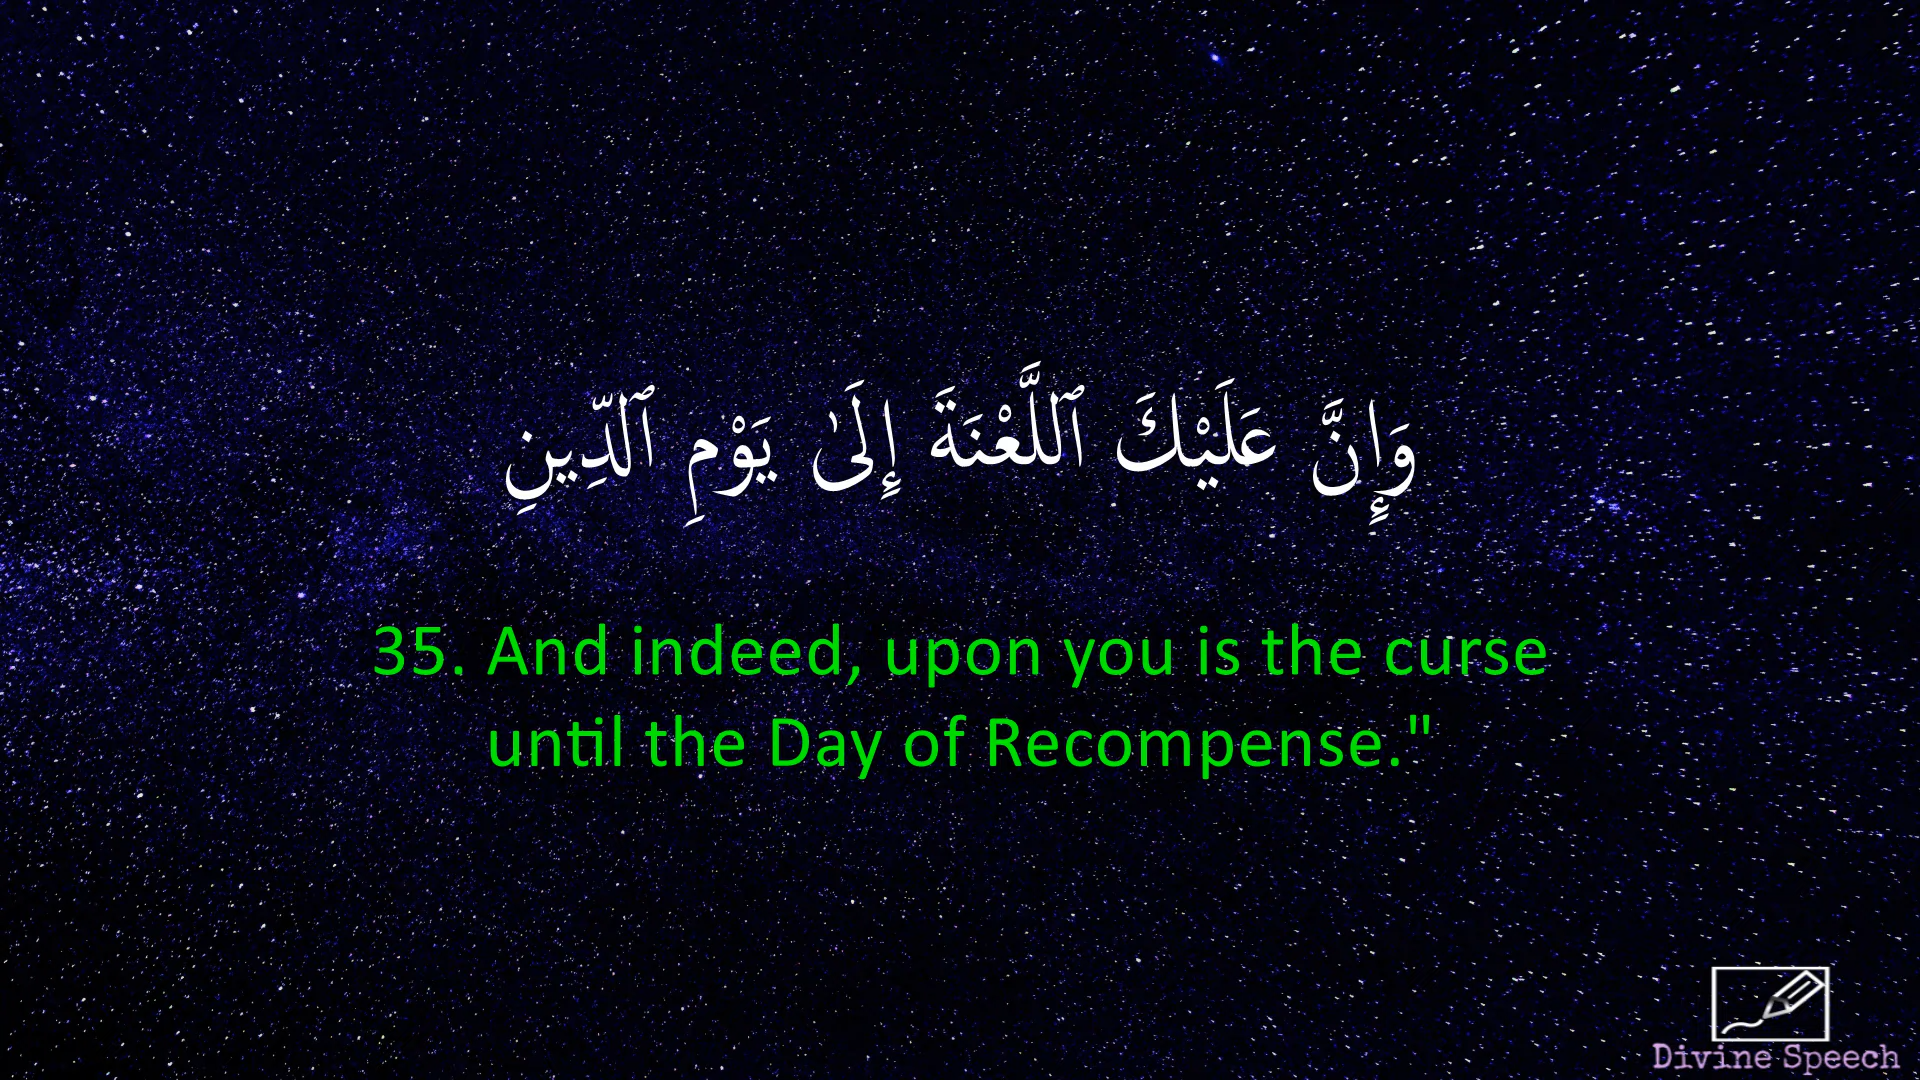 وَإِنَّ عَلَيْكَ ٱللَّعْنَةَ إِلَىٰ يَوْمِ ٱلدِّينِ
35. And indeed, upon you is the curse
until the Day of Recompense."
Divine Speech